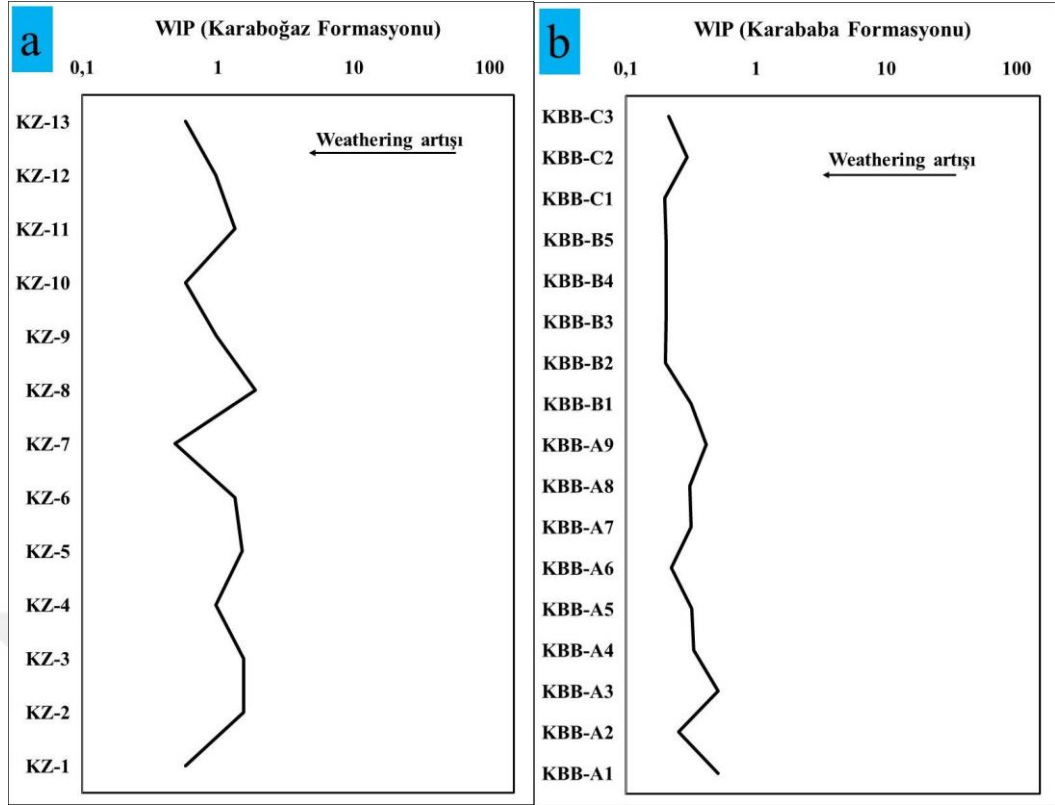 a
WIP (Karaboğaz Formasyonu)
0,1 1 10 100
Weathering artışı
KZ-13
KZ-12
KZ-11
KZ-10
KZ-9
KZ-8
KZ-7
KZ-6
KZ-5
KZ-4
KZ-3
KZ-2
KZ-1
b
WIP (Karababa Formasyonu)
0,1 1 10 100
Weathering artışı
KBB-C3
KBB-C2
KBB-C1
KBB-B5
KBB-B4
KBB-B3
KBB-B2
KBB-B1
KBB-A9
KBB-A8
KBB-A7
KBB-A6
KBB-A5
KBB-A4
KBB-A3
KBB-A2
KBB-A1